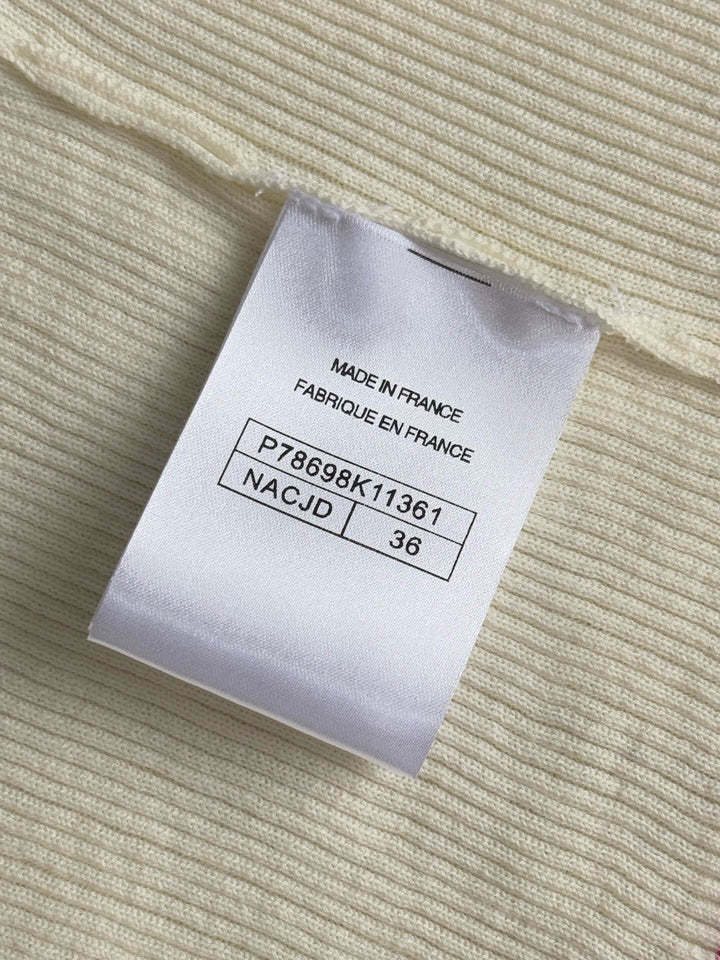 MADE IN FRANCE
FABRIQUE EN FRANCE
P78698K11361
NACJD 36